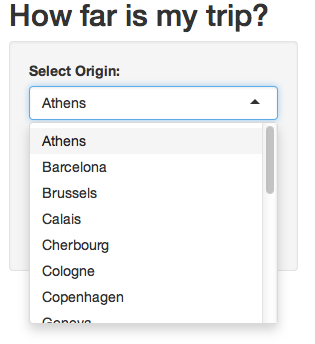 How far is my trip?
Select Origin:
Athens
Athens
Barcelona
Brussels
Calais
Cherbourg
Cologne
Copenhagen
Geneva